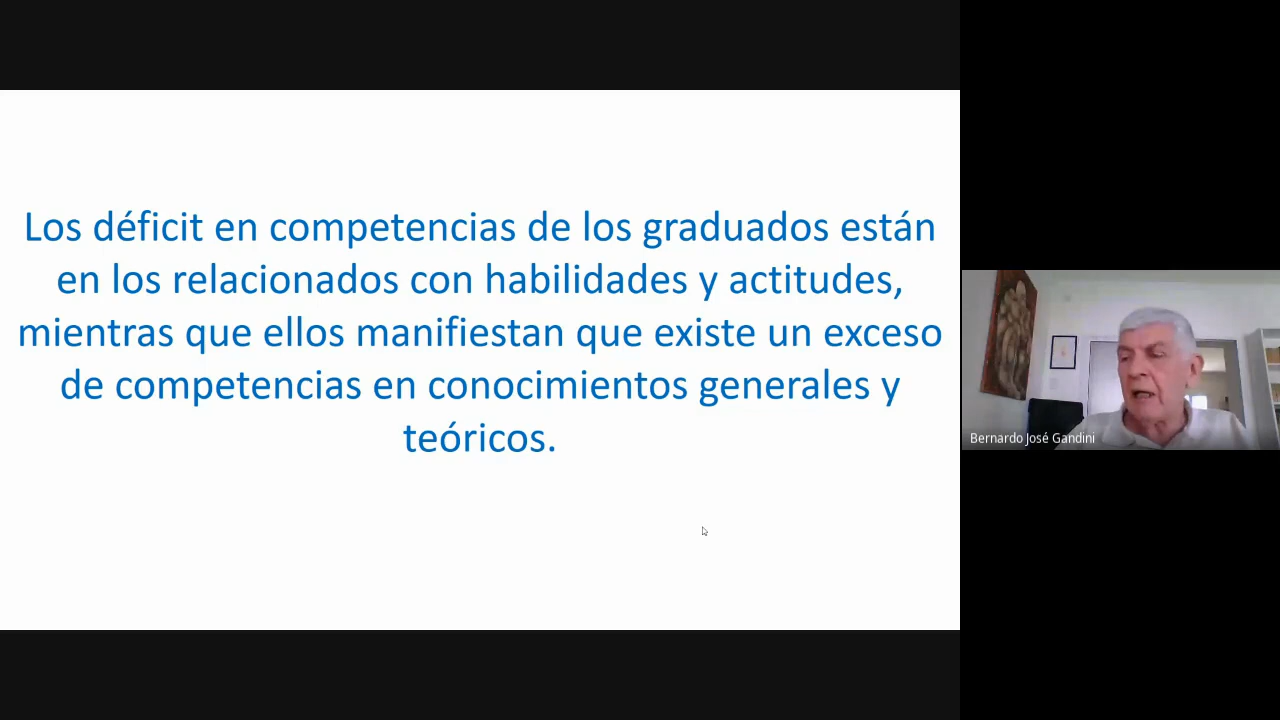 Los déficit en competencias de los graduados están
en los relacionados con habilidades y actitudes,
mientras que ellos manifiestan que existe un exceso
de competencias en conocimientos generales y
teóricos.
Bernardo José Gandini